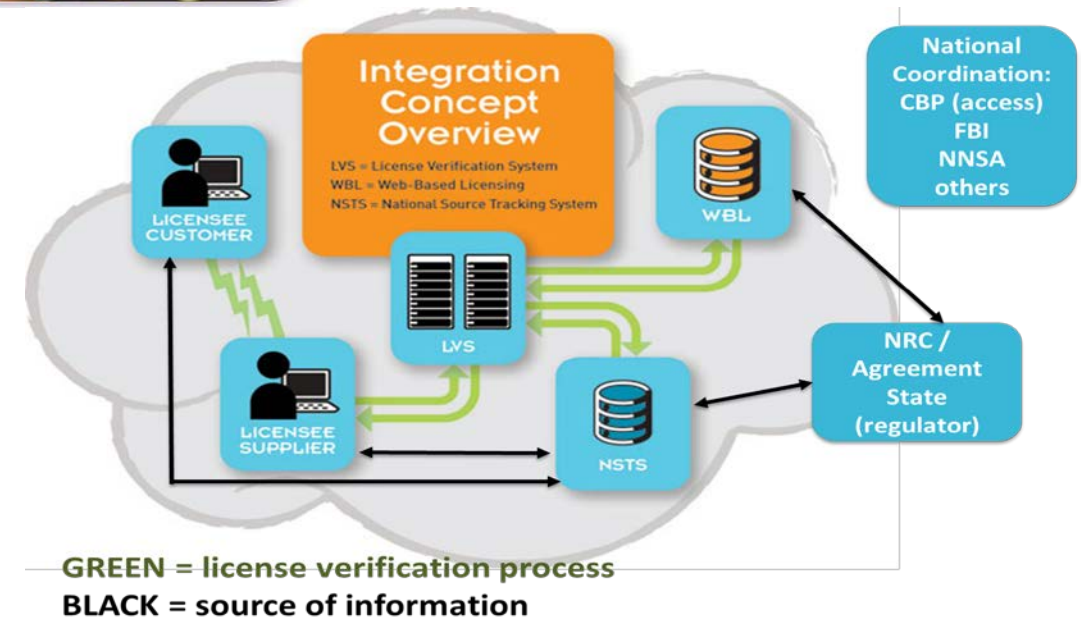 Integration
Concept
Overview
LVS = License Verification System
WBL = Web-Based Licensing
NSTS = National Source Tracking System
National
Coordination:
CBP (access)
FBI
NNSA
others
LICENSEE
CUSTOMER
WBL
LVS
NRC /
Agreement
State
(regulator)
LICENSEE
SUPPLIER
NSTS
GREEN = license verification process
BLACK = source of information